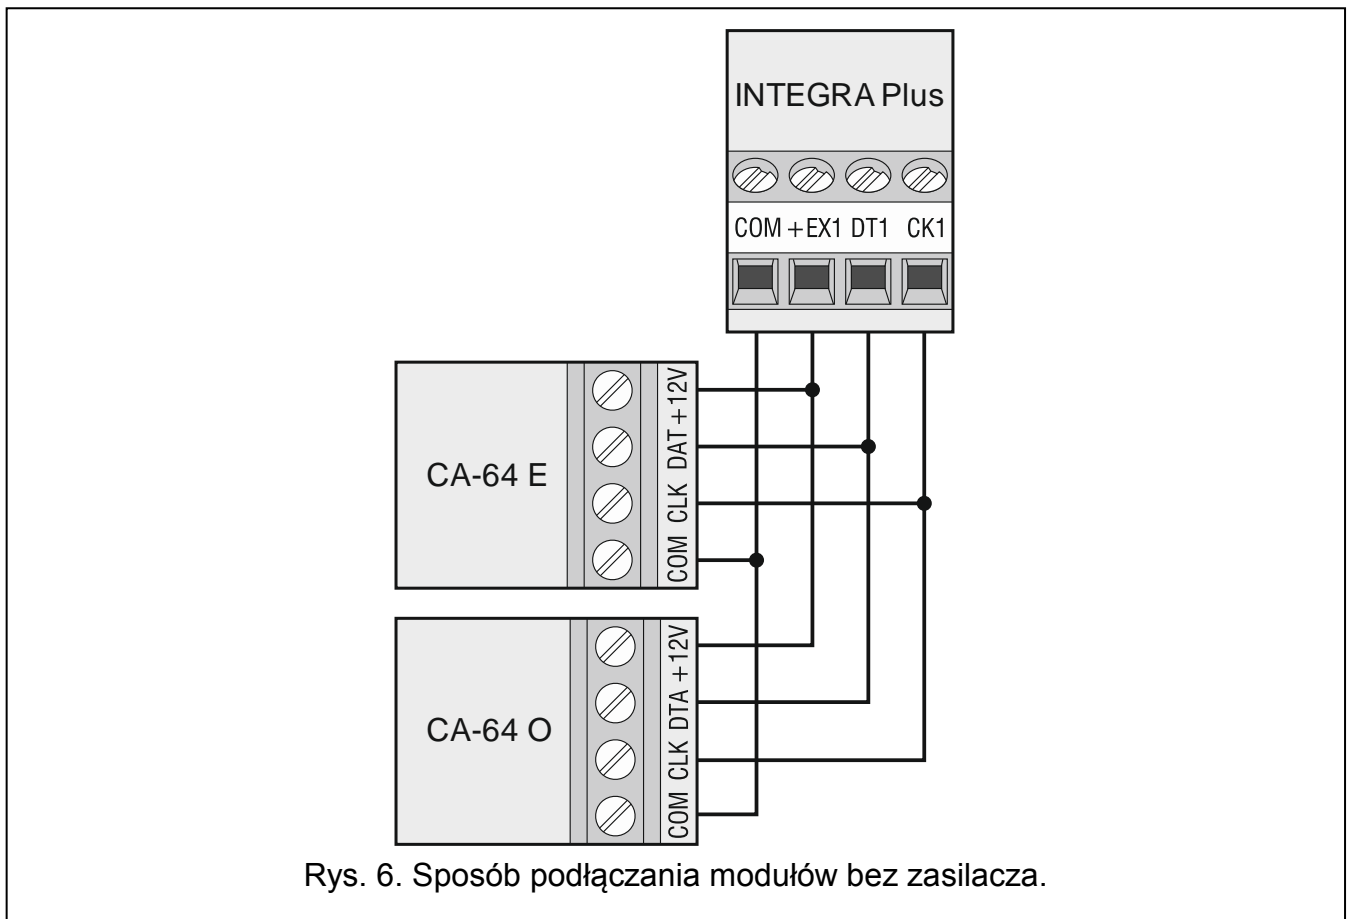 INTEGRA Plus
COM +EX1 DT1 CK1
CA-64 E
COM CLK DAT +12V
CA-64 O
COM CLK DTA +12V
Rys. 6. Sposób podłączania modułów bez zasilacza.